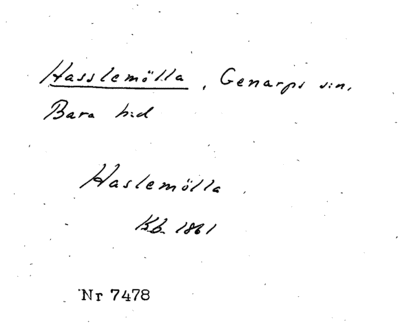 Hasslemölla, Genarps sn,
Bara hd
Haslemölla
Kb. 1861
Nr 7478